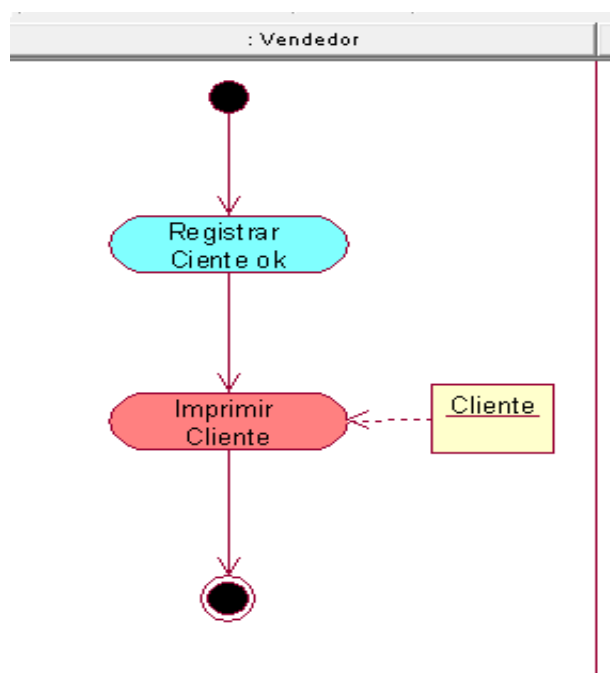 : Vendedor
Registrar
Ciente ok
Imprimir
Cliente
Cliente